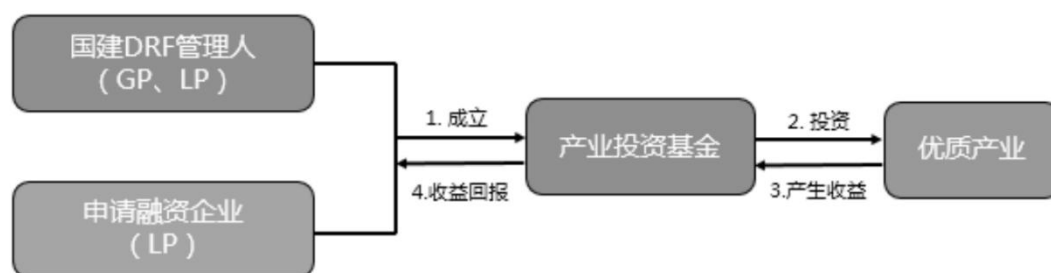 国建DRF管理人
（GP、LP）
1. 成立
产业投资基金
2. 投资
优质产业
4.收益回报
3.产生收益
申请融资企业
（LP）